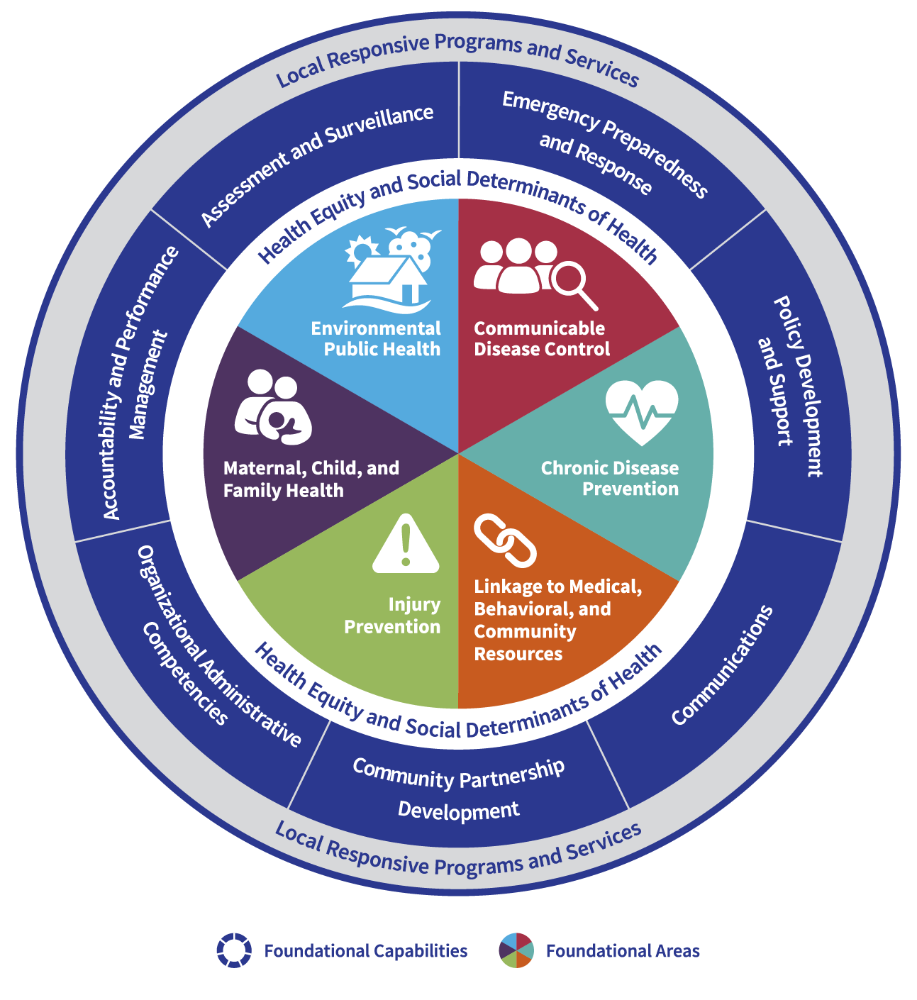 Local Responsive Programs and Services
Assessment and Surveillance
Emergency Preparedness
and Response
Policy Development
and Support
Communications
Community Partnership
Development
Organizational Administrative
Competencies
Accountability and Performance
Management
Health Equity and Social Determinants of Health
Environmental
Public Health
Communicable
Disease Control
Chronic Disease
Prevention
Linkage to Medical,
Behavioral, and
Community
Resources
Injury
Prevention
Maternal, Child, and
Family Health
Health Equity and Social Determinants of Health
Local Responsive Programs and Services
Foundational Capabilities
Foundational Areas